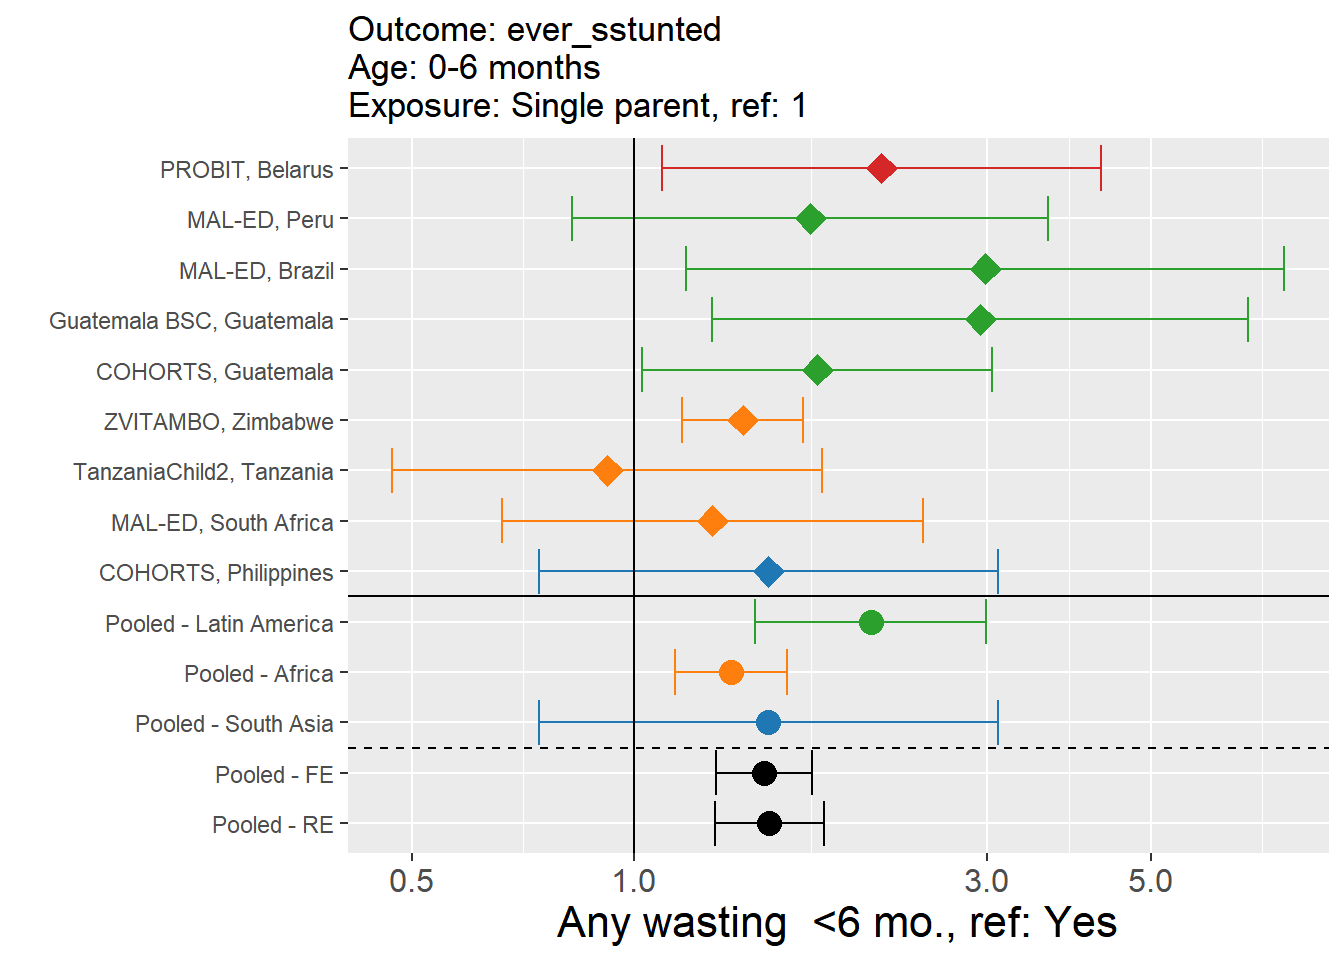 Outcome: ever_sstunted
Age: 0-6 months
Exposure: Single parent, ref: 1
PROBIT, Belarus
MAL-ED, Peru
MAL-ED, Brazil
Guatemala BSC, Guatemala
COHORTS, Guatemala
ZVITAMBO, Zimbabwe
TanzaniaChild2, Tanzania
MAL-ED, South Africa
COHORTS, Philippines
Pooled - Latin America
Pooled - Africa
Pooled - South Asia
Pooled - FE
Pooled - RE
0.5 1.0 3.0 5.0
Any wasting  <6 mo., ref: Yes